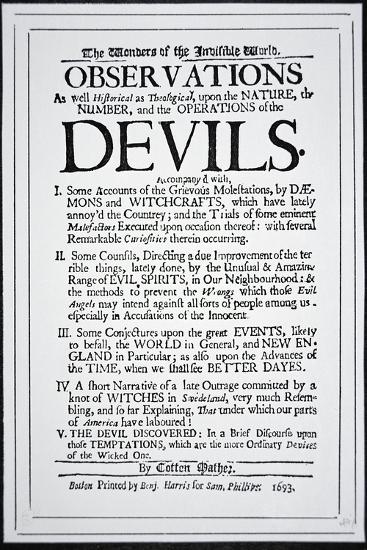 The Wonders of the Invisible World.
OBSERVATIONS
As well Historical as Theological, upon the NATURE, the
NUMBER, and the OPERATIONS of the
DEVILS.
Accompany'd with,
I. Some Accounts of the Grievous Molestations, by DÆ-
MONS and WITCHCRAFTS, which have lately
annoy'd the Countrey; and the Trials of some eminent
Malefactors Executed upon occasion thereof: with several
Remarkable Curiosities therein occurring.
II. Some Counsils, Directing a due Improvement of the ter-
rible things, lately done, by the Unusual & Amazing
Range of EVIL SPIRITS, in Our Neighbourhood: &
the methods to prevent the Wrongs which those Evil
Angels may intend against all sorts of people among us
especially in Accusations of the Innocent.
III. Some Conjectures upon the great EVENTS, likely
to befall, the WORLD in General, and NEW EN-
GLAND in Particular; as also upon the Advances of
the TIME, when we shall see BETTER DAYES.
IV. A short Narrative of a late Outrage committed by a
knot of WITCHES in Swedeland, very much Resem-
bling, and so far Explaining, That under which our parts
of America have laboured!
V. THE DEVIL DISCOVERED: In a Brief Discourse upon
those TEMPTATIONS, which are the more Ordinary Devices
of the Wicked One.
By Cotten Mather.
Boston Printed by Benj. Harris for Sam. Phillips. 1693.